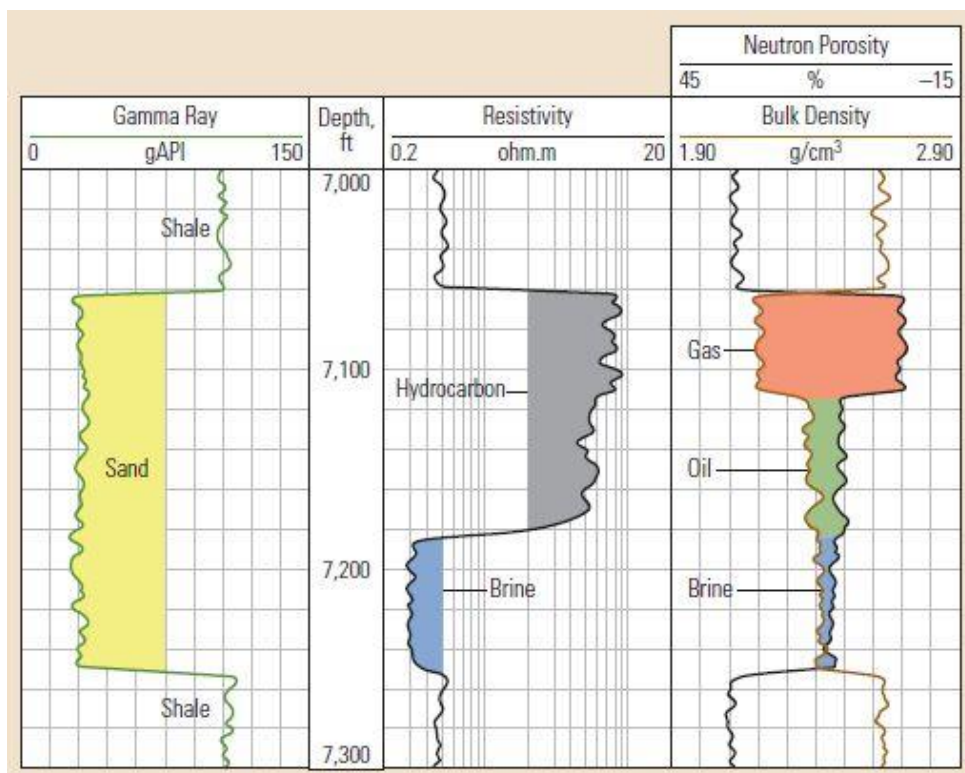 Neutron Porosity
45 % –15
Gamma Ray
0 gAPI 150
Depth,
ft
Resistivity
0.2 ohm.m 20
Bulk Density
1.90 g/cm³ 2.90
7,000
Shale
7,100
Gas
Hydrocarbon
Sand
Oil
7,200
Brine
Brine
Shale
7,300